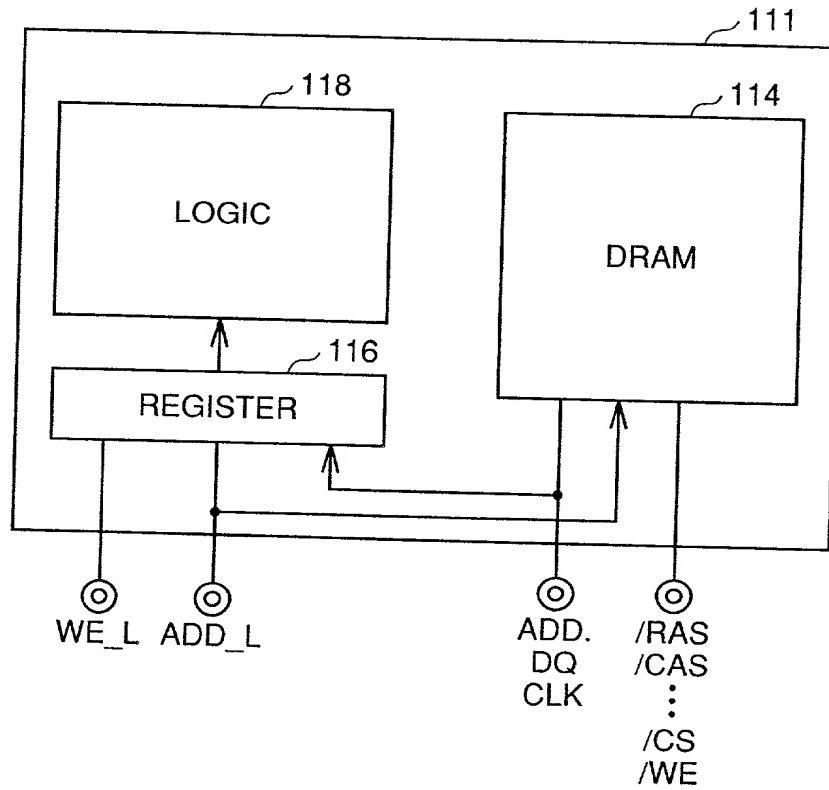 111
118
114
LOGIC
DRAM
116
REGISTER
WE_L
ADD_L
ADD.
DQ
CLK
/RAS
/CAS
/CS
/WE